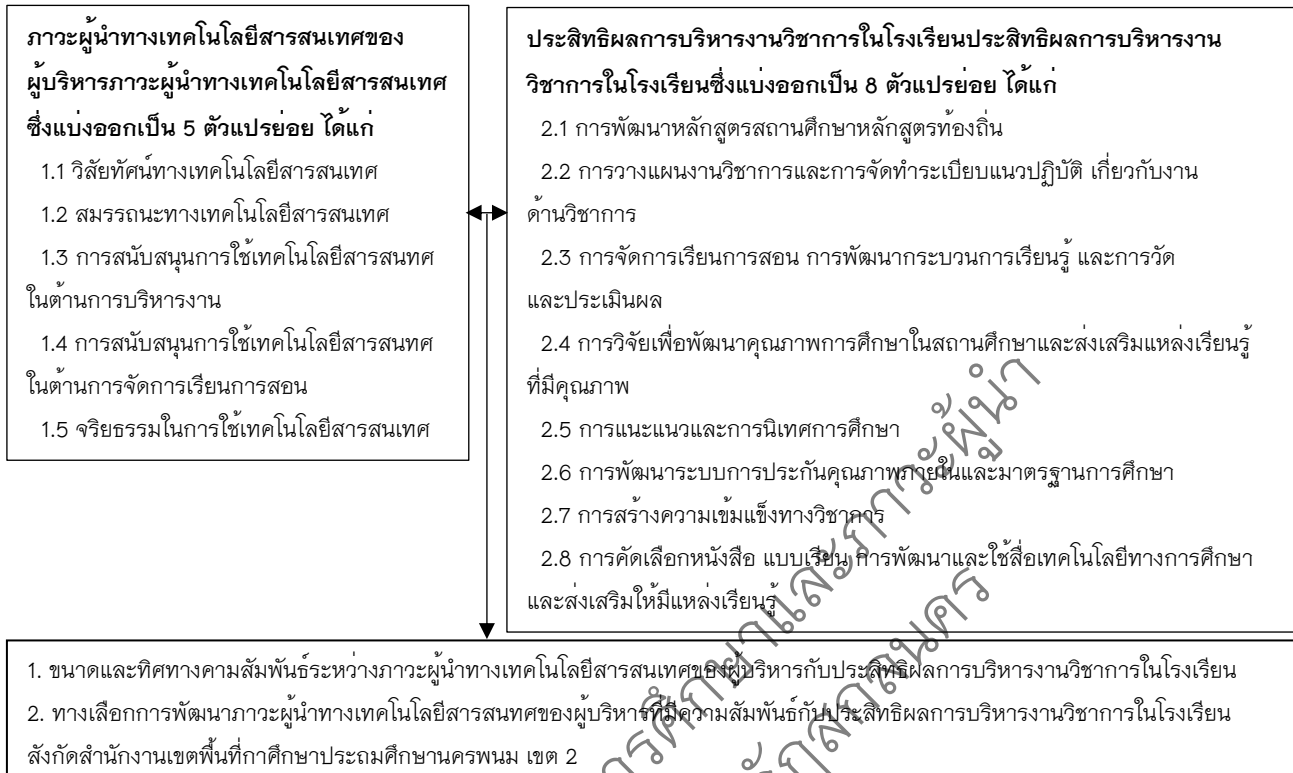 ภาวะผู้นำทางเทคโนโลยีสารสนเทศของ
ผู้บริหารภาวะผู้นำทางเทคโนโลยีสารสนเทศ
ซึ่งแบ่งออกเป็น 5 ตัวแปรย่อย ได้แก่
1.1 วิสัยทัศน์ทางเทคโนโลยีสารสนเทศ
1.2 สมรรถนะทางเทคโนโลยีสารสนเทศ
1.3 การสนับสนุนการใช้เทคโนโลยีสารสนทศ
ในด้านการบริหารงาน
1.4 การสนับสนุนการใช้เทคโนโลยีสารสนทศ
ในด้านการจัดการเรียนการสอน
1.5 จริยธรรมในการใช้เทคโนโลยีสารสนเทศ
ประสิทธิผลการบริหารงานวิชาการในโรงเรียนประสิทธิผลการบริหารงาน
วิชาการในโรงเรียนซึ่งแบ่งออกเป็น 8 ตัวแปรย่อย ได้แก่
2.1 การพัฒนาหลักสูตรสถานศึกษาหลักสูตรท้องถิ่น
2.2 การวางแผนงานวิชาการและการจัดทำระเบียบแนวปฏิบัติ เกี่ยวกับงาน
ด้านวิชาการ
2.3 การจัดการเรียนการสอน การพัฒนากระบวนการเรียนรู้ และการวัด
และประเมินผล
2.4 การวิจัยเพื่อพัฒนาคุณภาพการศึกษาในสถานศึกษาและส่งเสริมแหล่งเรียนรู้
ที่มีคุณภาพ
2.5 การแนะแนวและการนิเทศการศึกษา
2.6 การพัฒนาระบบการประกันคุณภาพภายในและมาตรฐานการศึกษา
2.7 การสร้างความเข้มแข็งทางวิชาการ
2.8 การคัดเลือกหนังสือ แบบเรียน การพัฒนาและใช้สื่อเทคโนโลยีทางการศึกษา
และส่งเสริมให้มีแหล่งเรียนรู้
1. ขนาดและทิศทางคามสัมพันธ์ระหว่างภาวะผู้นำทางเทคโนโลยีสารสนเทศของผู้บริหารกับประสิทธิผลการบริหารงานวิชาการในโรงเรียน
2. ทางเลือกการพัฒนาภาวะผู้นำทางเทคโนโลยีสารสนทศของผู้บริหารที่มีความสัมพันธ์กับประสิทธิผลการบริหารงานวิชาการในโรงเรียน
สังกัดสำนักงานเขตพื้นที่กาศึกษาประถมศึกษานครพนม เขต 2
การศึกษาและภาวะผู้นำ
สกลนคร